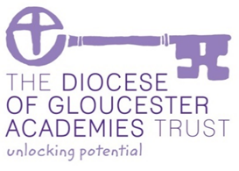 THE DIOCESE
OF GLOUCESTER
ACADEMIES TRUST
unlocking potential